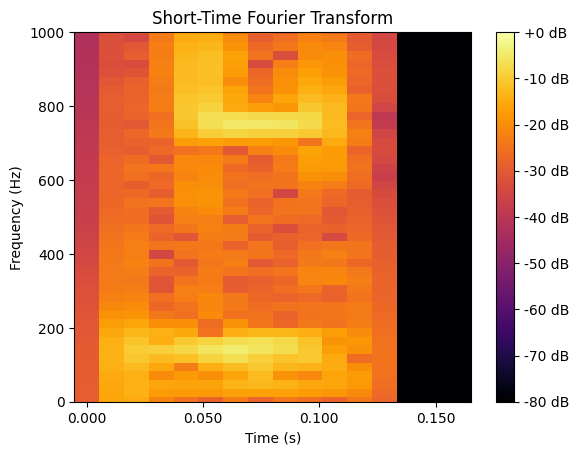 Short-Time Fourier Transform
1000
800
600
400
200
0
Frequency (Hz)
0.000
0.050
0.100
0.150
Time (s)
+0 dB
-10 dB
-20 dB
-30 dB
-40 dB
-50 dB
-60 dB
-70 dB
-80 dB